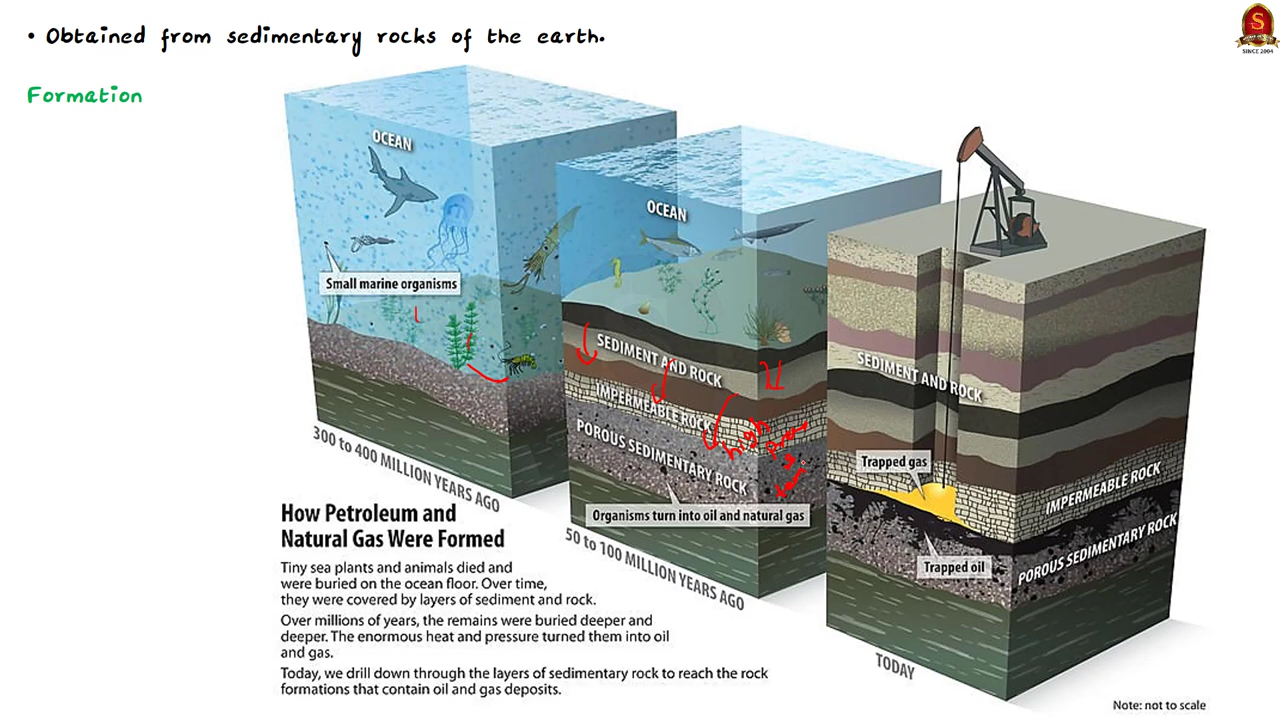 • Obtained from sedimentary rocks of the earth.
S
SINCE 2004
Formation
OCEAN
Small marine organisms
300 to 400 MILLION YEARS AGO
OCEAN
SEDIMENT AND ROCK
IMPERMEABLE ROCK
POROUS SEDIMENTARY ROCK
high
Organisms turn into oil and natural gas
50 to 100 MILLION YEARS AGO
SEDIMENT AND ROCK
Trapped gas
IMPERMEABLE ROCK
POROUS SEDIMENTARY ROCK
Trapped oil
TODAY
How Petroleum and
Natural Gas Were Formed
Tiny sea plants and animals died and
were buried on the ocean floor. Over time,
they were covered by layers of sediment and rock.
Over millions of years, the remains were buried deeper and
deeper. The enormous heat and pressure turned them into oil
and gas.
Today, we drill down through the layers of sedimentary rock to reach the rock
formations that contain oil and gas deposits.
Note: not to scale